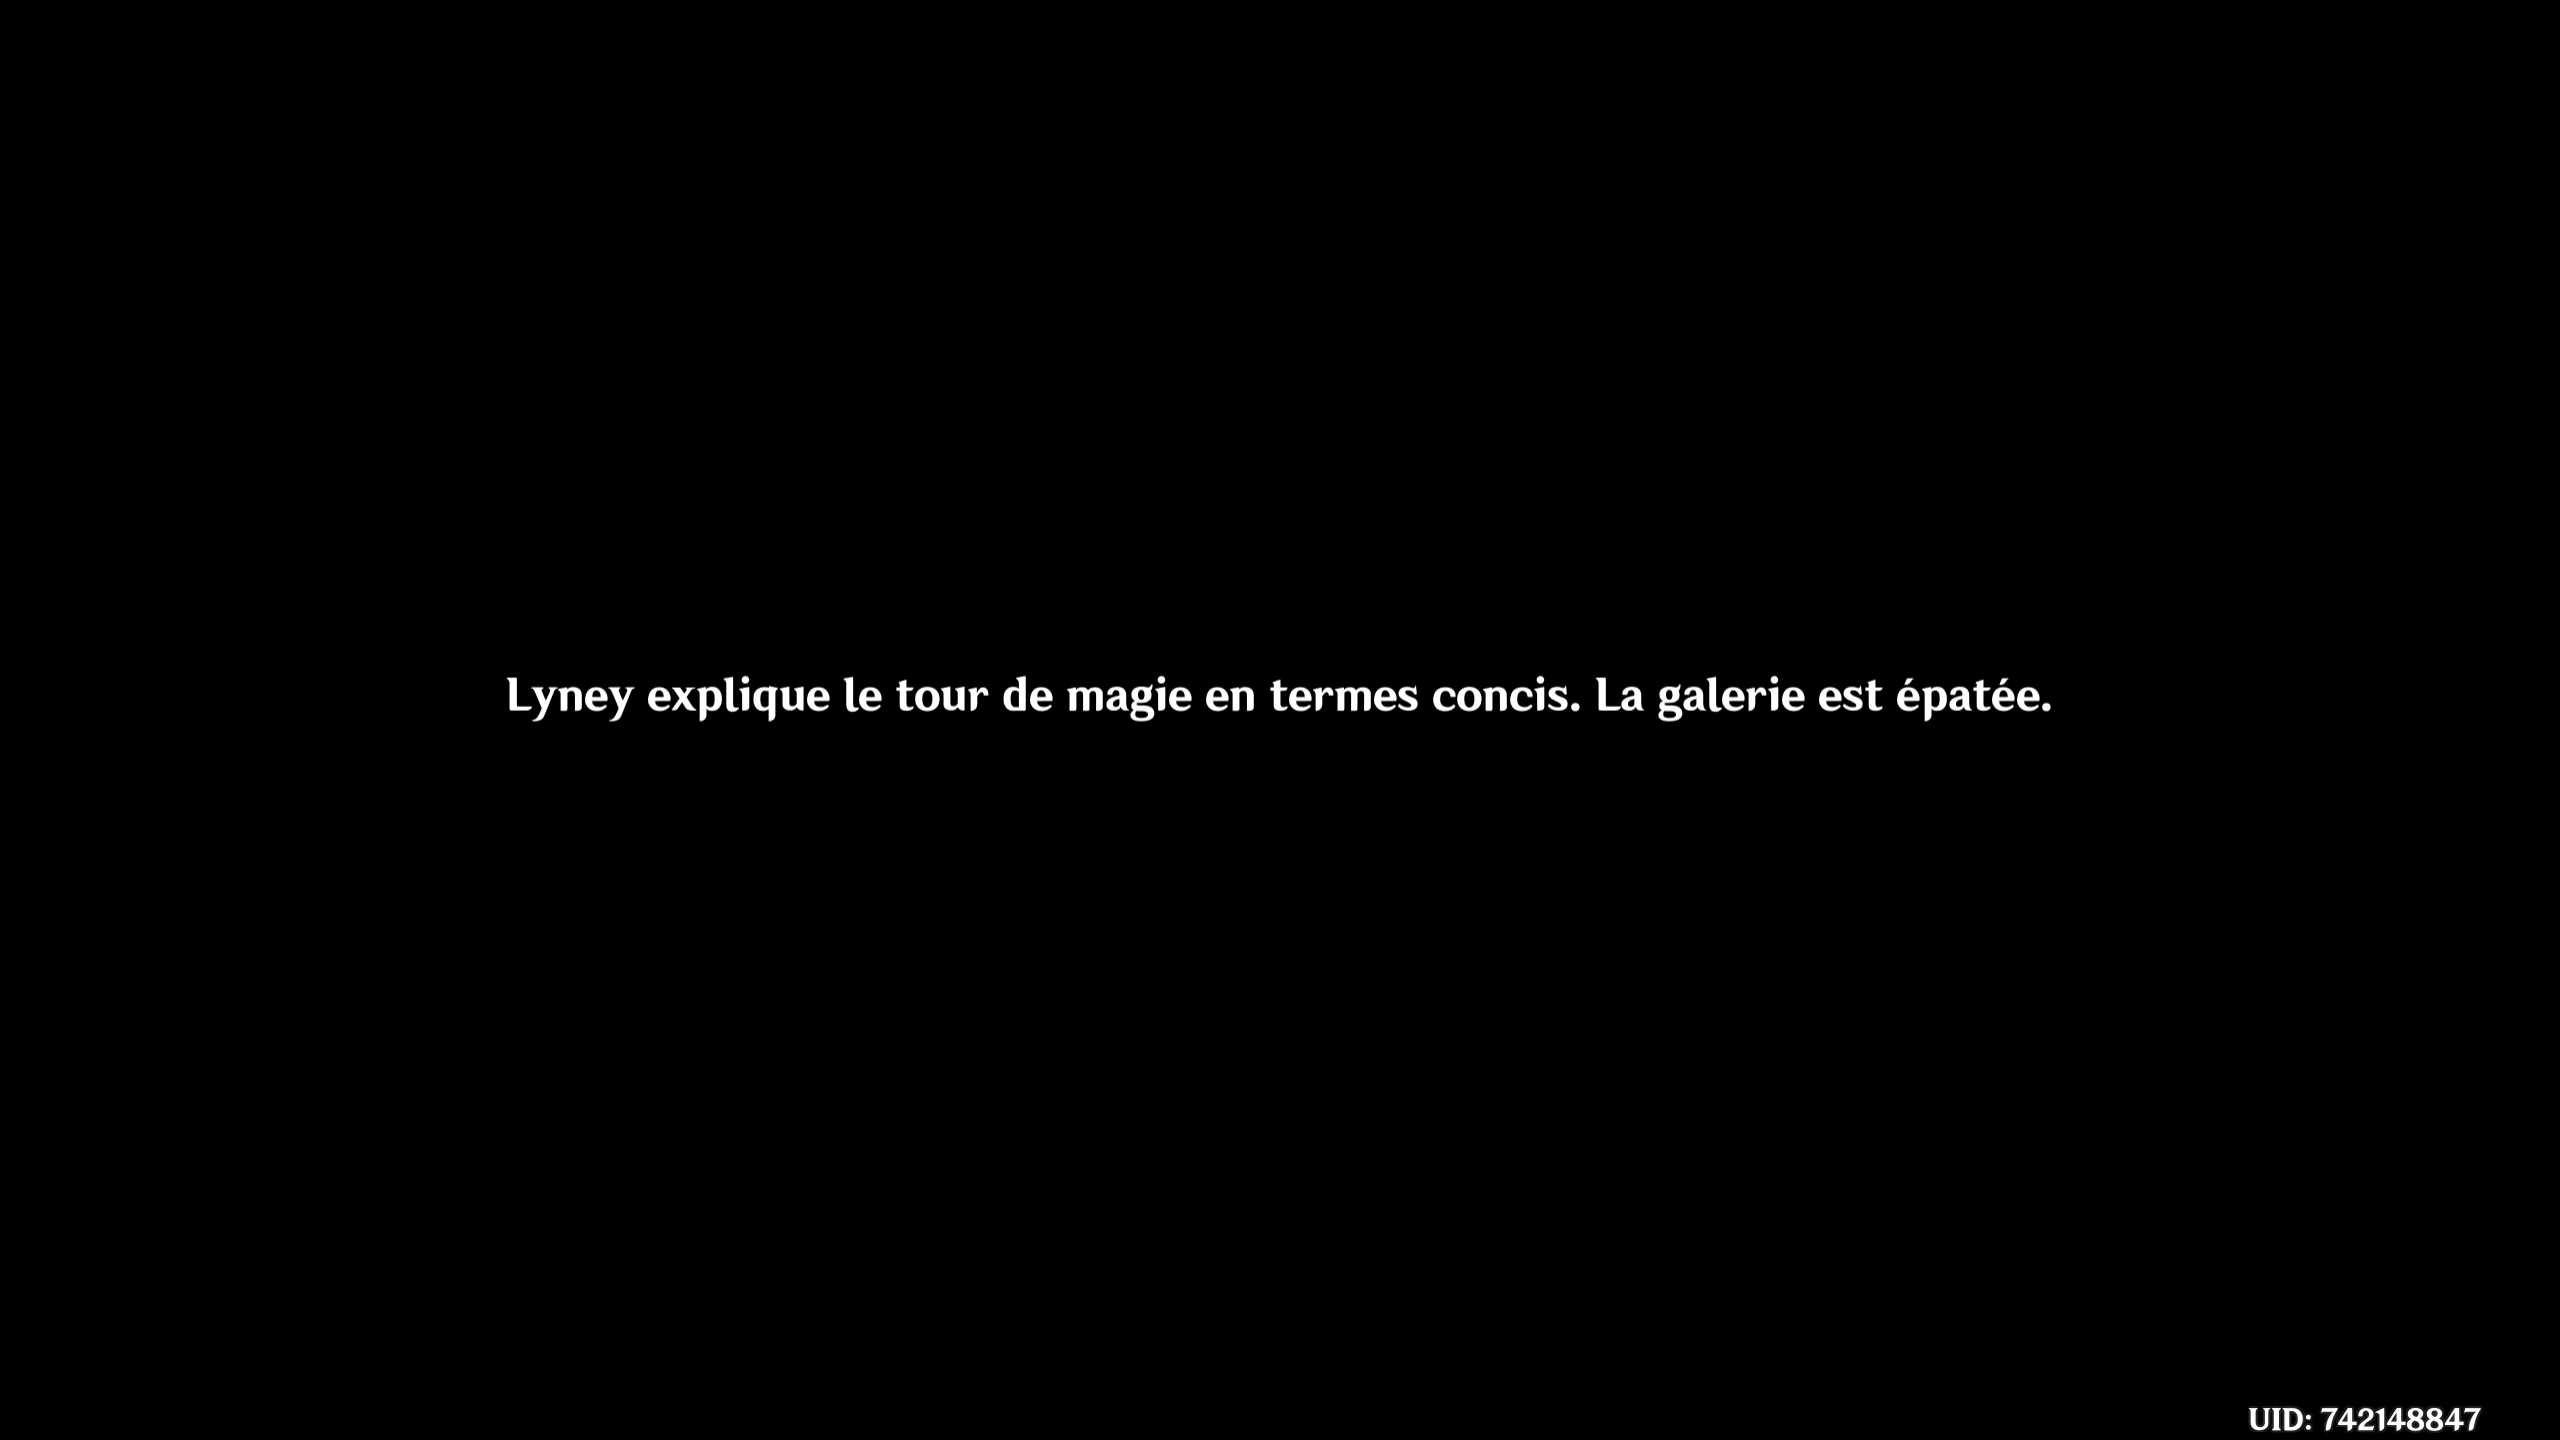 Lyney explique le tour de magie en termes concis. La galerie est épatée.
UID: 742148847